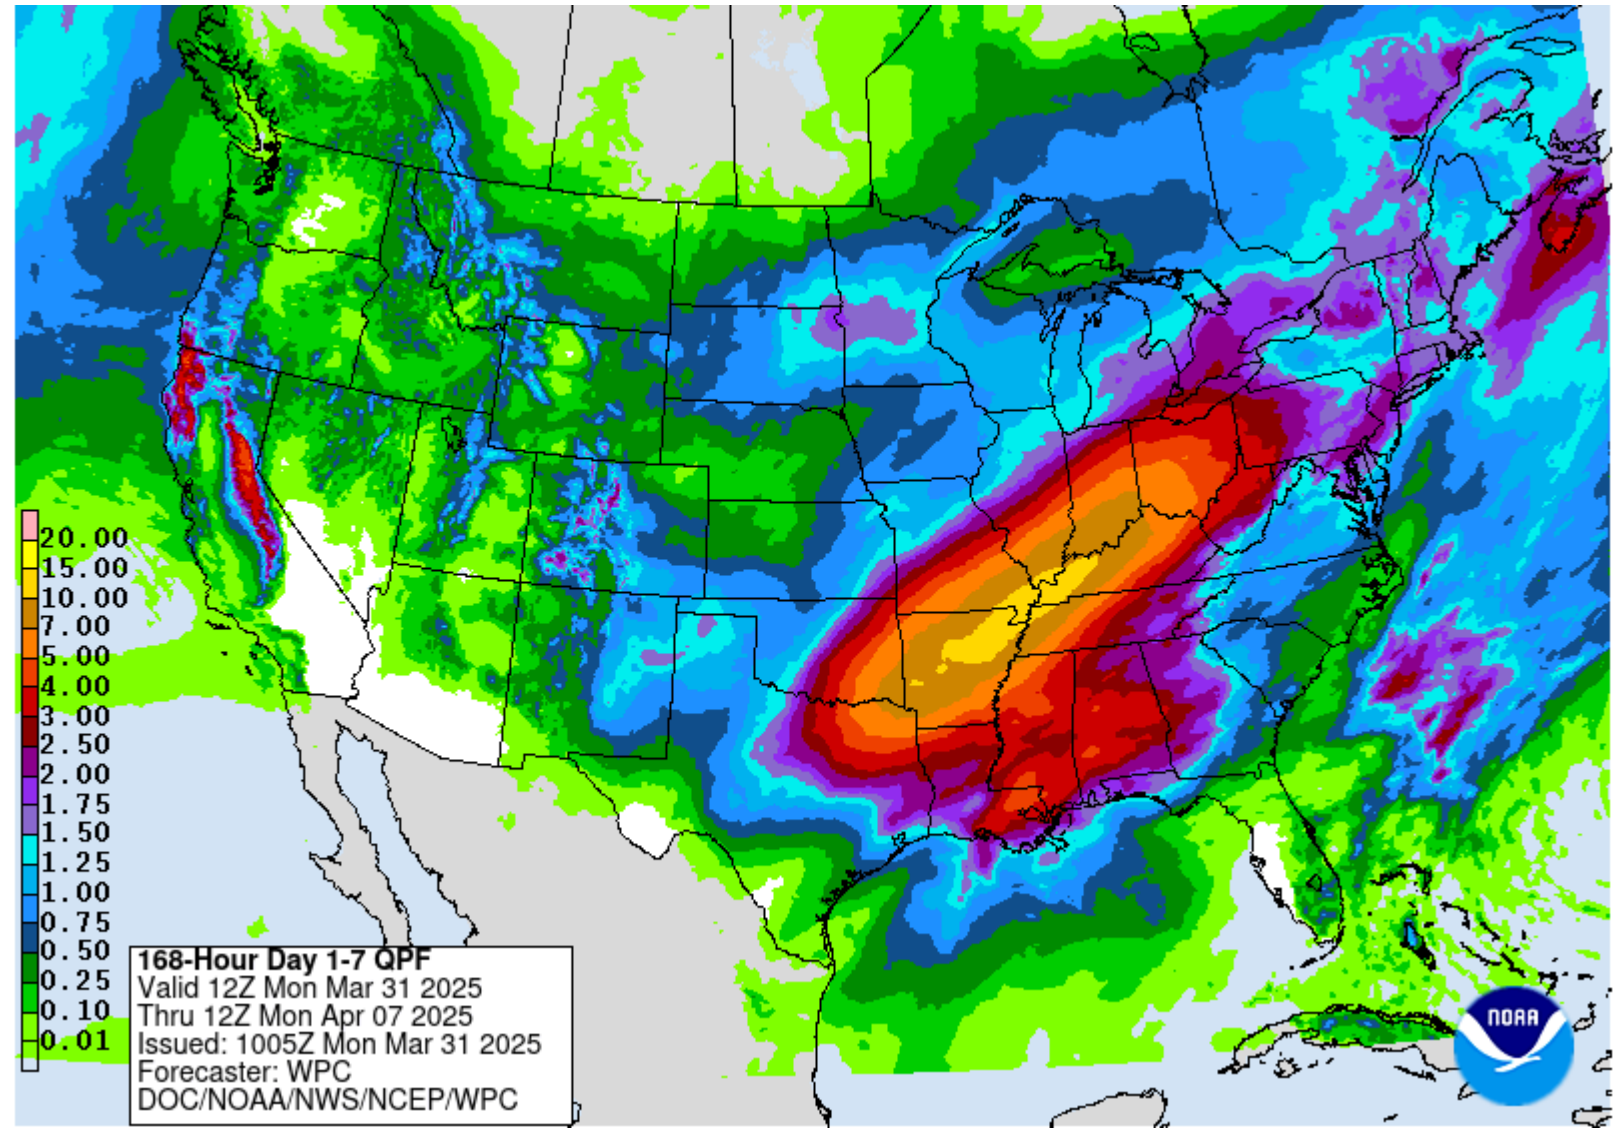 20.00
15.00
10.00
7.00
5.00
4.00
3.00
2.50
2.00
1.75
1.50
1.25
1.00
0.75
0.50
0.25
0.10
0.01
168-Hour Day 1-7 QPF
Valid 12Z Mon Mar 31 2025
Thru 12Z Mon Apr 07 2025
Issued: 1005Z Mon Mar 31 2025
Forecaster: WPC
DOC/NOAA/NWS/NCEP/WPC
NOAA